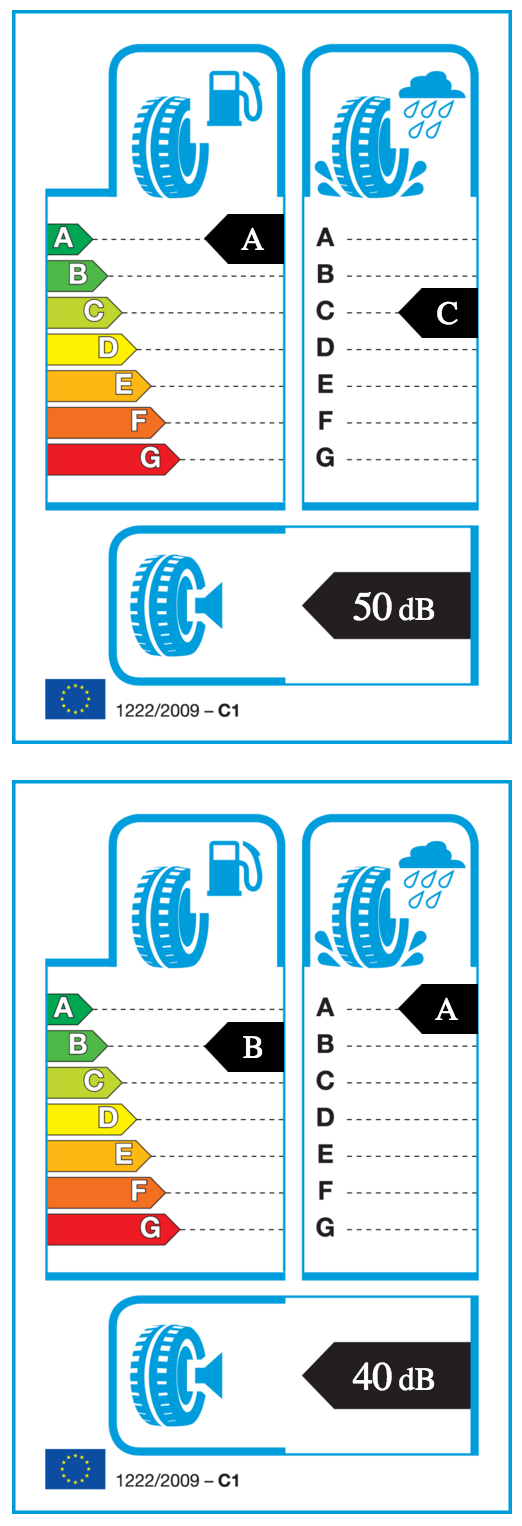 A A A
B B
C C C
D D
E E
F F
G G
50 dB
1222/2009 – C1
A A A
B B B
C C
D D
E E
F F
G G
40 dB
1222/2009 – C1